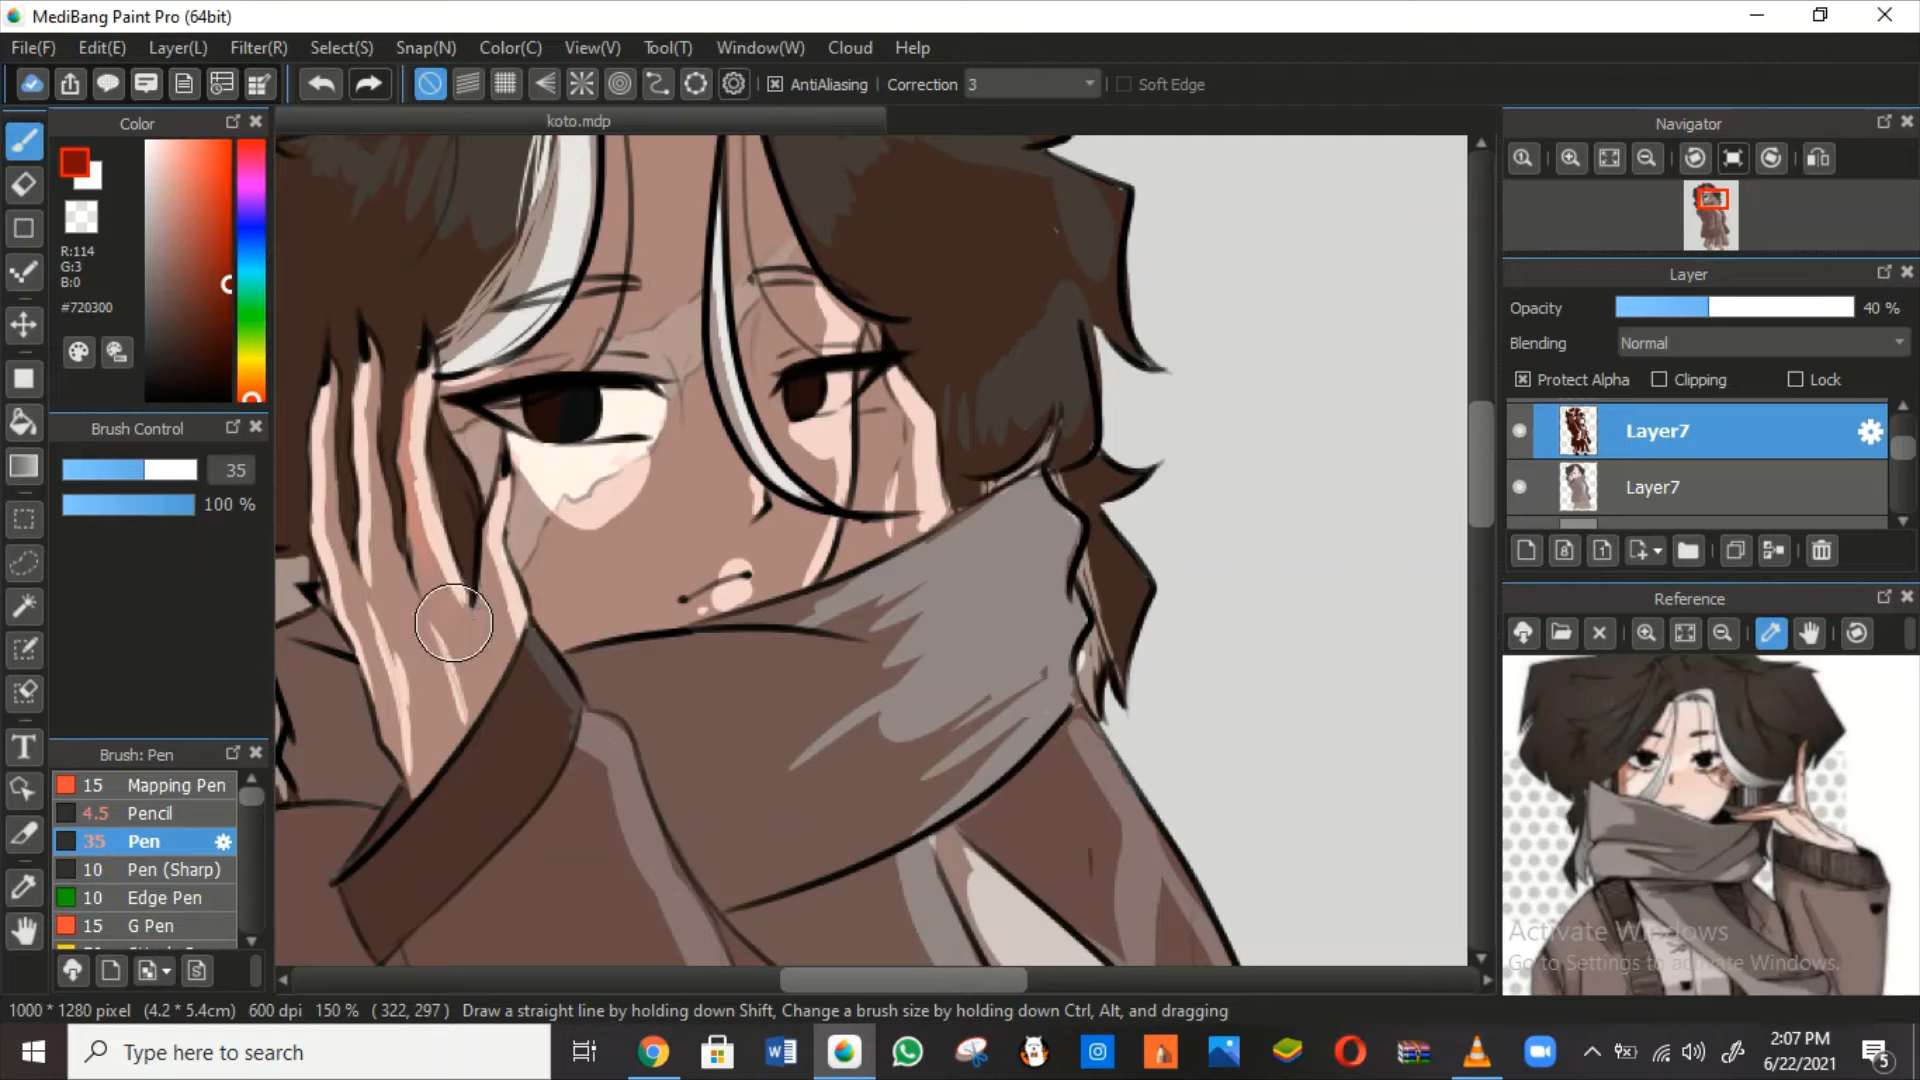 MediBang Paint Pro (64bit)
File(F) Edit(E) Layer(L) Filter(R) Select(S) Snap(N) Color(C) View(V) Tool(T) Window(W) Cloud Help
AntiAliasing Correction 3 Soft Edge
koto.mdp
Color
R:114
G:3
B:0
#720300
Brush Control
35
100 %
Brush: Pen
15 Mapping Pen
4.5 Pencil
35 Pen
10 Pen (Sharp)
10 Edge Pen
15 G Pen
Navigator
Layer
Opacity 40 %
Blending Normal
Protect Alpha Clipping Lock
Layer7
Layer7
Reference
Activate Windows
Go to Settings to activate Windows.
1000 * 1280 pixel (4.2 * 5.4cm) 600 dpi 150 % ( 322, 297 ) Draw a straight line by holding down Shift, Change a brush size by holding down Ctrl, Alt, and dragging
Type here to search
2:07 PM
6/22/2021
5